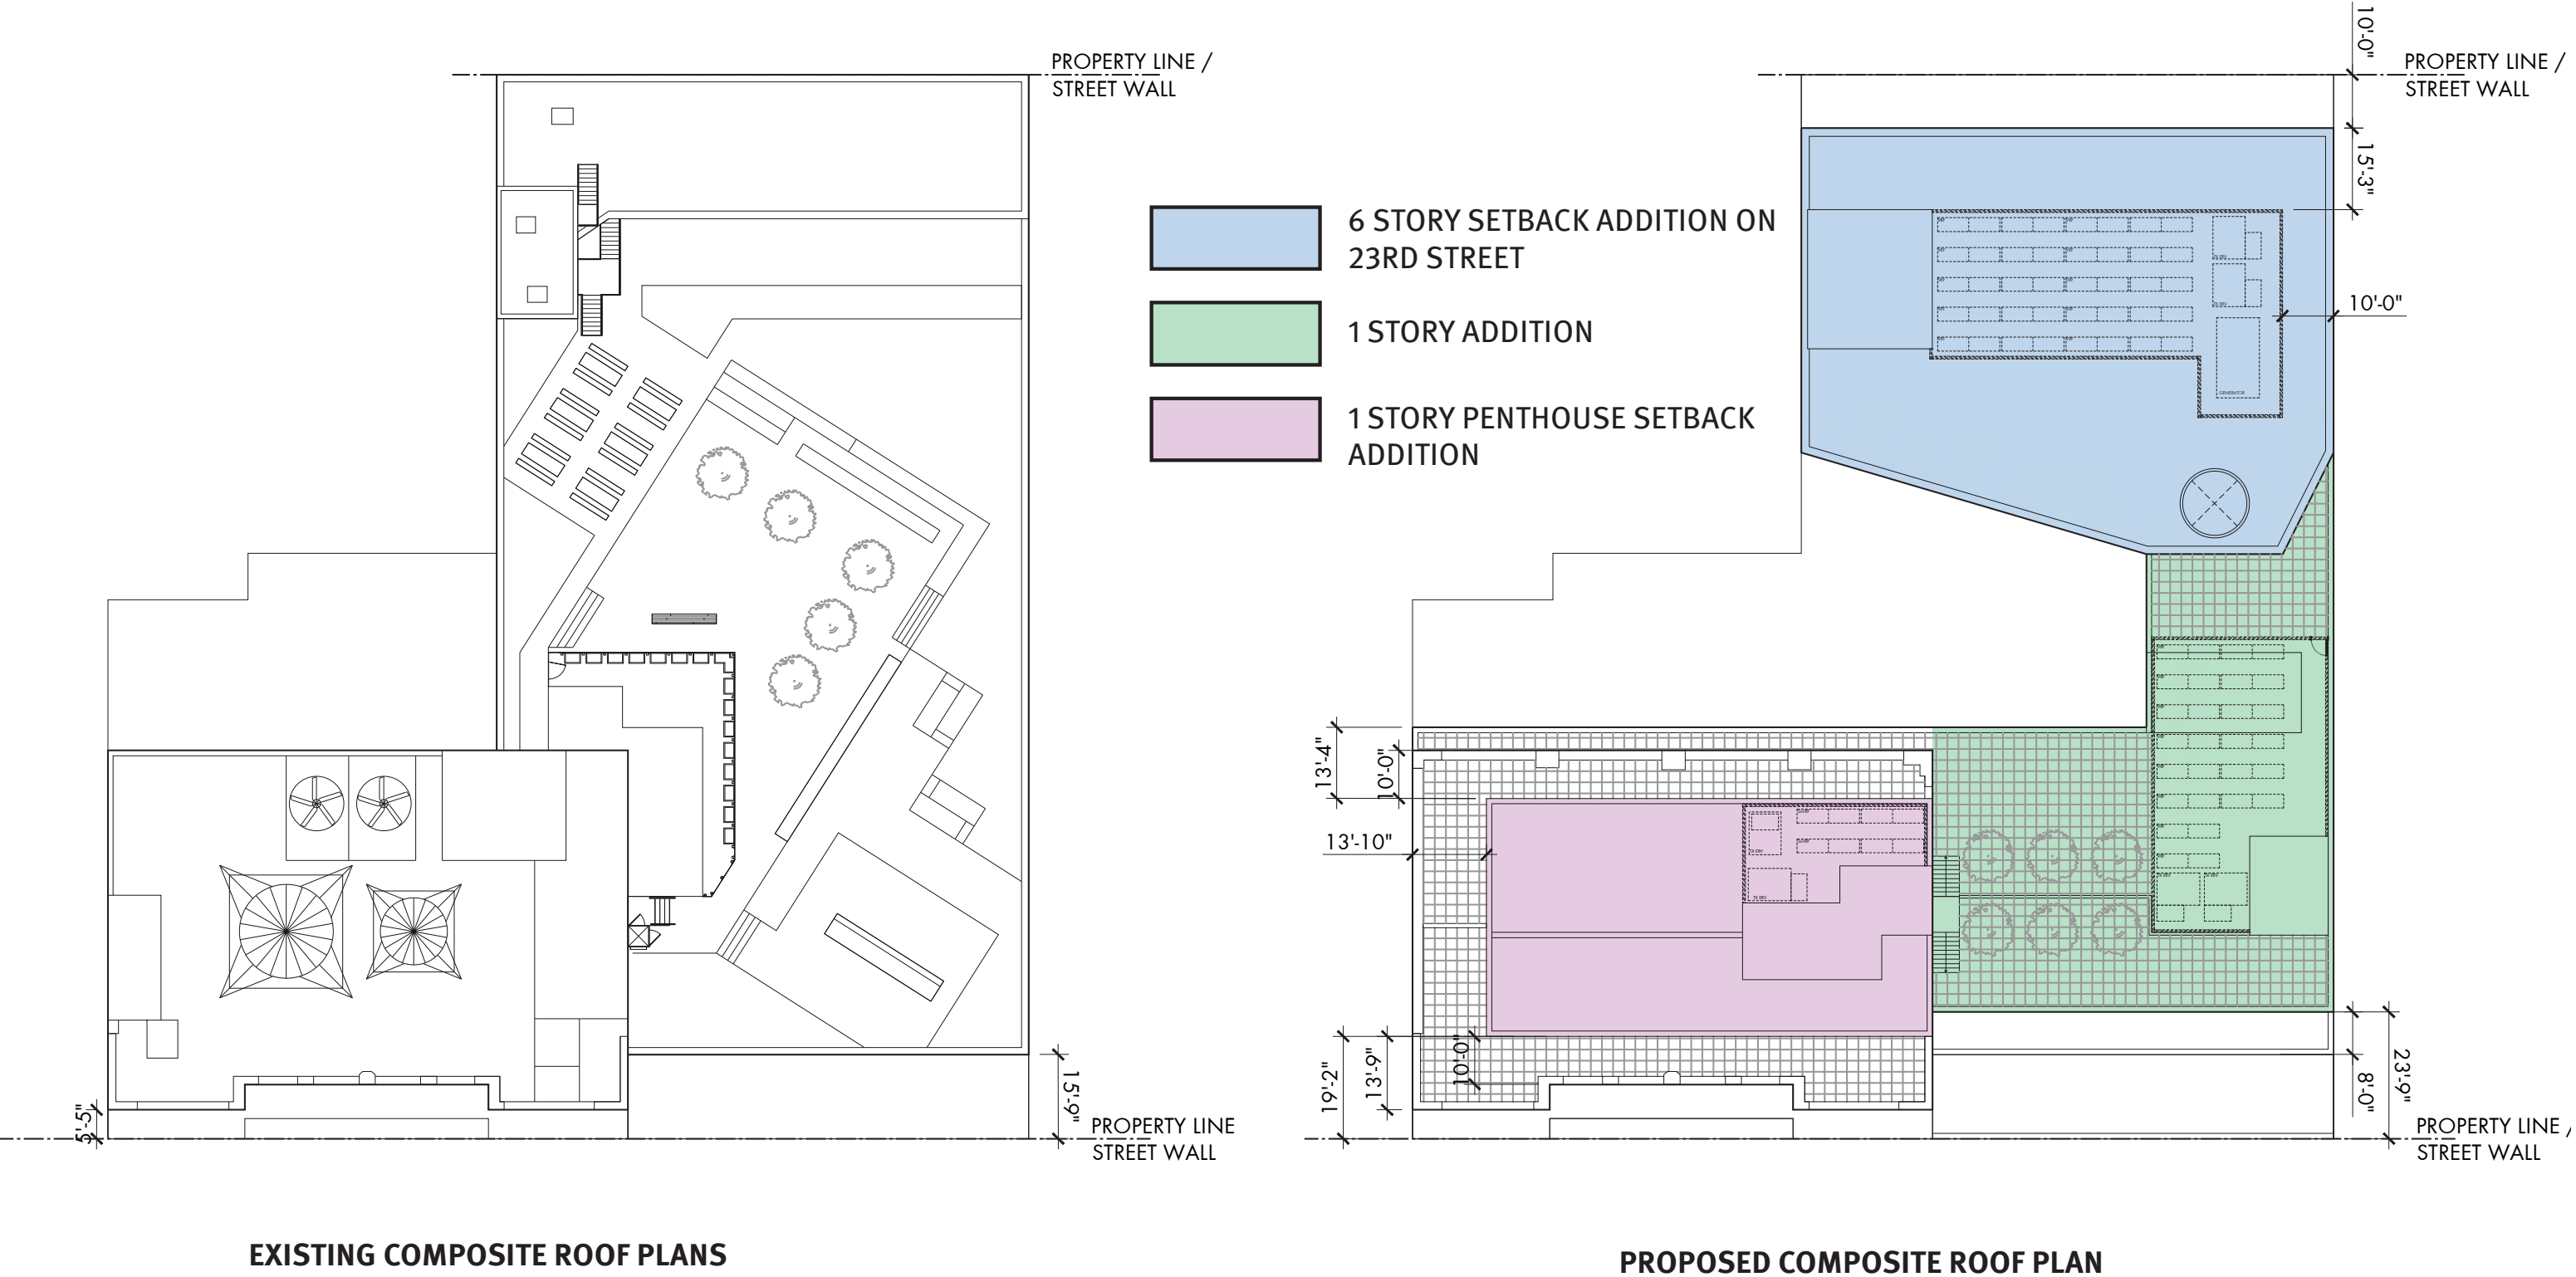 10'-0"
PROPERTY LINE /
STREET WALL
PROPERTY LINE /
STREET WALL
15'-3"
6 STORY SETBACK ADDITION ON
23RD STREET
10'-0"
1 STORY ADDITION
1 STORY PENTHOUSE SETBACK
ADDITION
GENERATOR
13'-4"
10'-0"
13'-10"
10'-0"
19'-2"
13'-9"
5'-5"
15'-9"
PROPERTY LINE
STREET WALL
8'-0"
23'-9"
PROPERTY LINE /
STREET WALL
EXISTING COMPOSITE ROOF PLANS
PROPOSED COMPOSITE ROOF PLAN